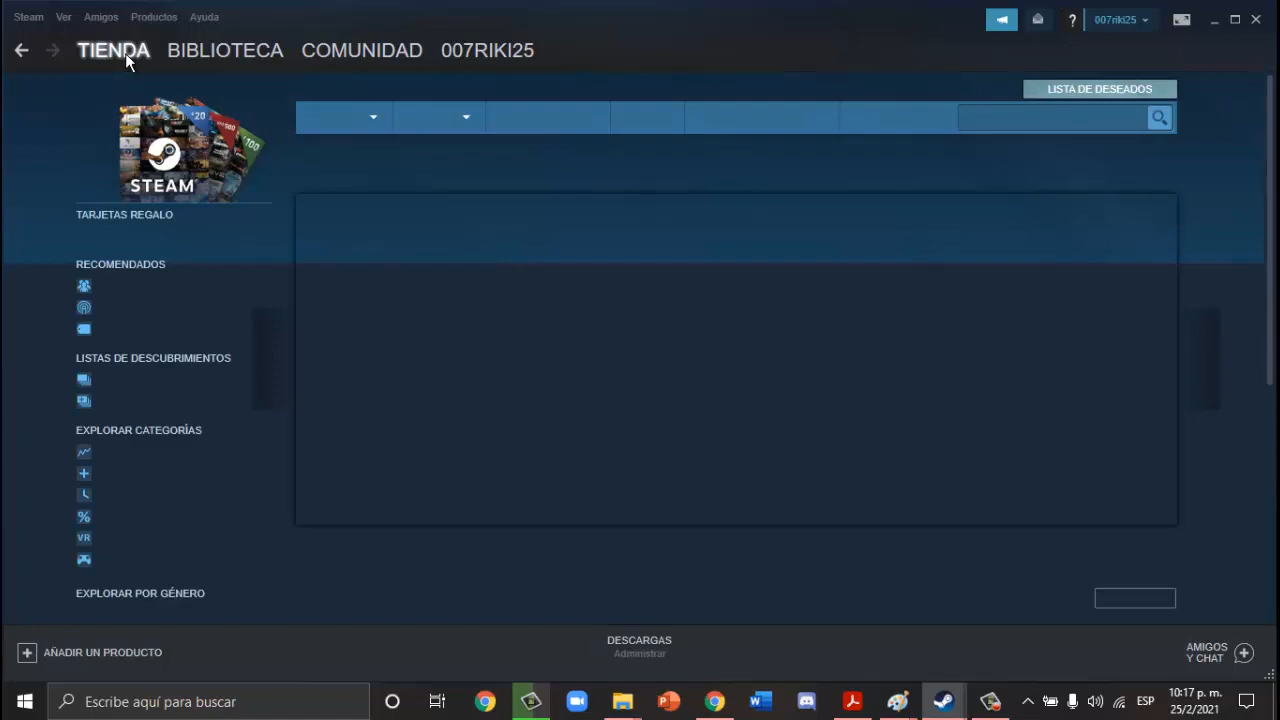 Steam Ver Amigos Productos Ayuda
007riki25
TIENDA BIBLIOTECA COMUNIDAD 007RIKI25
LISTA DE DESEADOS
STEAM
TARJETAS REGALO
RECOMENDADOS
LISTAS DE DESCUBRIMIENTOS
EXPLORAR CATEGORÍAS
%
VR
EXPLORAR POR GÉNERO
AÑADIR UN PRODUCTO
DESCARGAS
Administrar
AMIGOS
Y CHAT
Escribe aquí para buscar
ESP
10:17 p. m.
25/2/2021